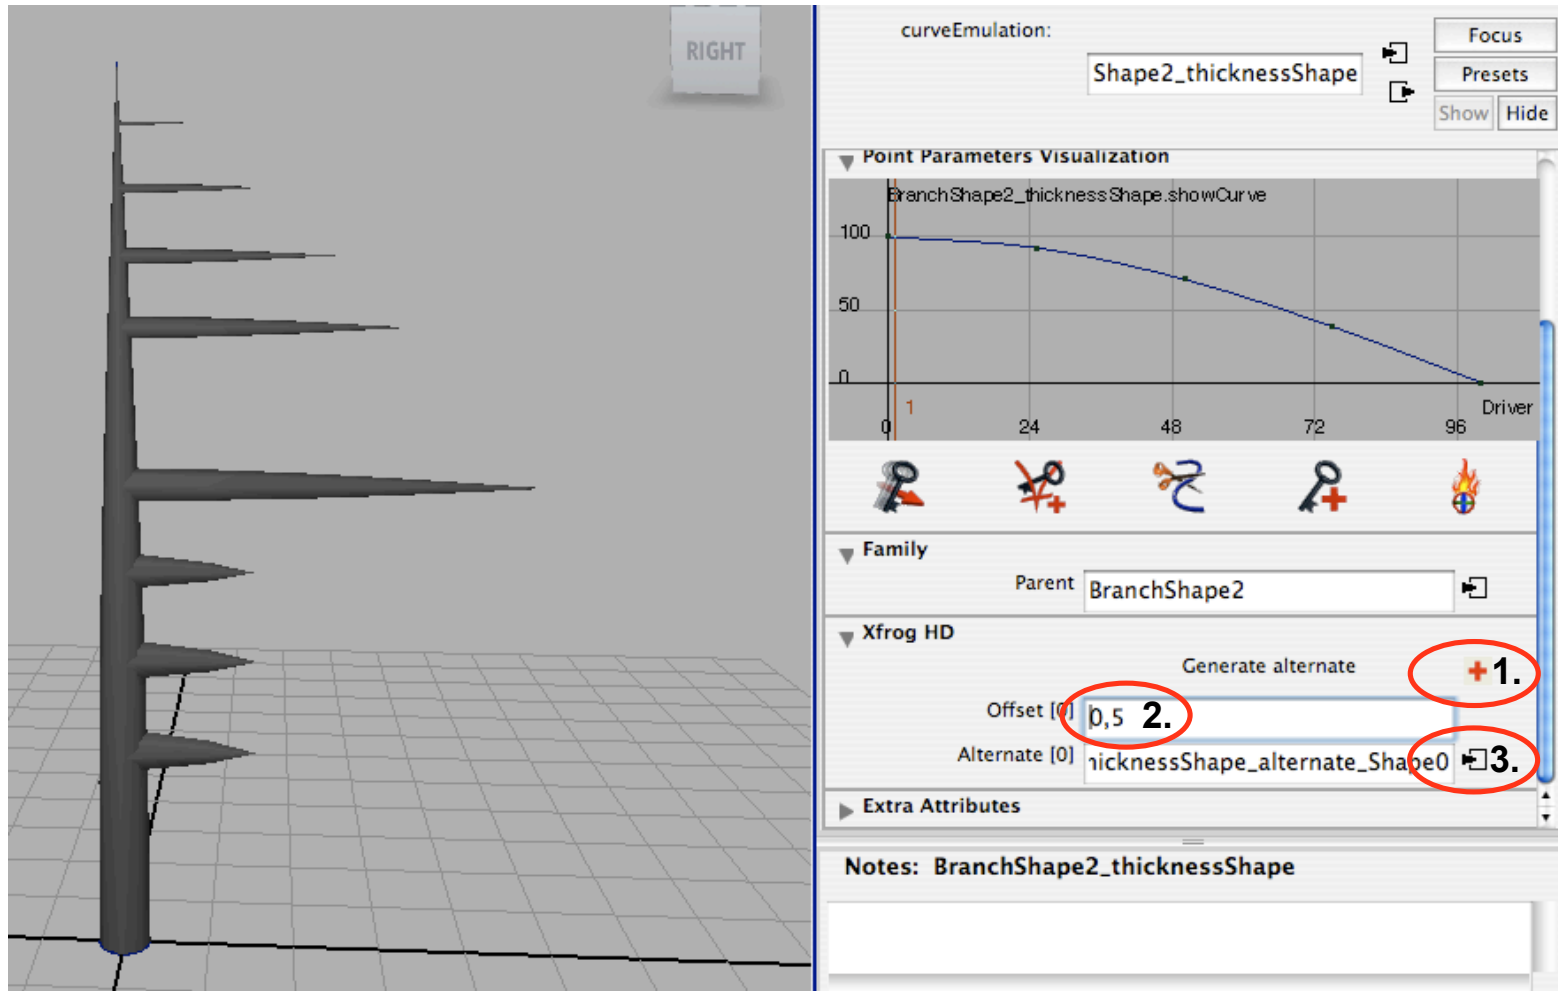 RIGHT
curveEmulation:
Shape2_thicknessShape
Focus
Presets
Show Hide
Point Parameters Visualization
BranchShape2_thicknessShape.showCurve
100
50
0
1
Driver
0 24 48 72 96
Family
Parent BranchShape2
Xfrog HD
Generate alternate 1.
Offset [0] 0,5 2.
Alternate [0] hicknessShape_alternate_Shape0 3.
Extra Attributes
Notes: BranchShape2_thicknessShape